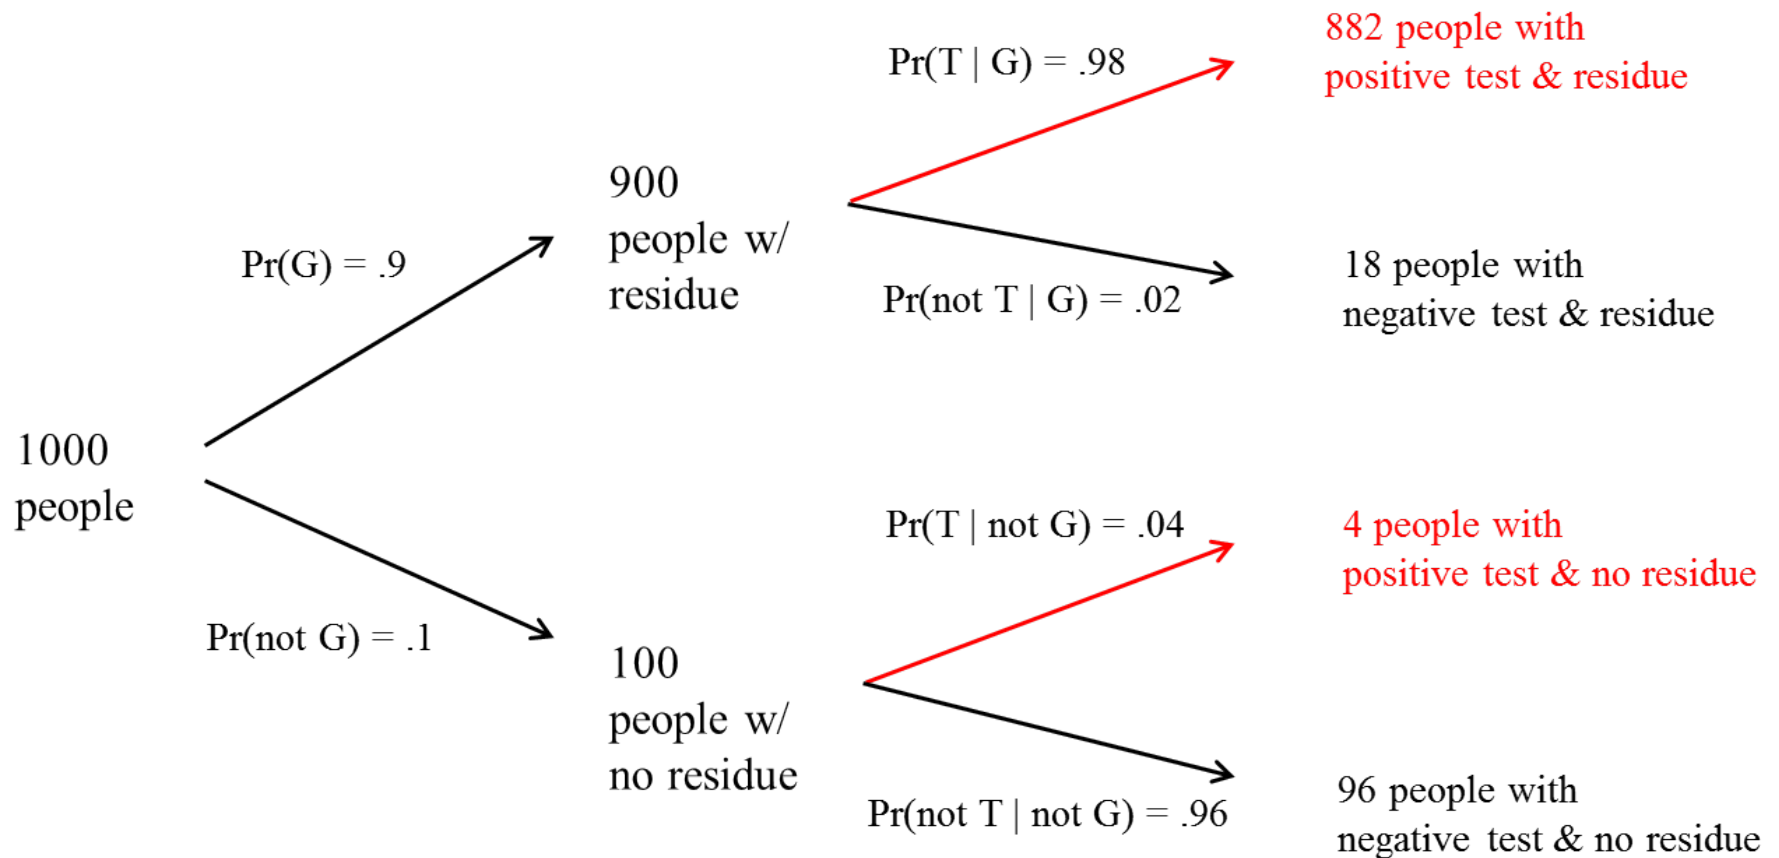 1000
people
Pr(G) = .9
Pr(not G) = .1
900
people w/
residue
100
people w/
no residue
Pr(T | G) = .98
Pr(not T | G) = .02
Pr(T | not G) = .04
Pr(not T | not G) = .96
882 people with
positive test & residue
18 people with
negative test & residue
4 people with
positive test & no residue
96 people with
negative test & no residue